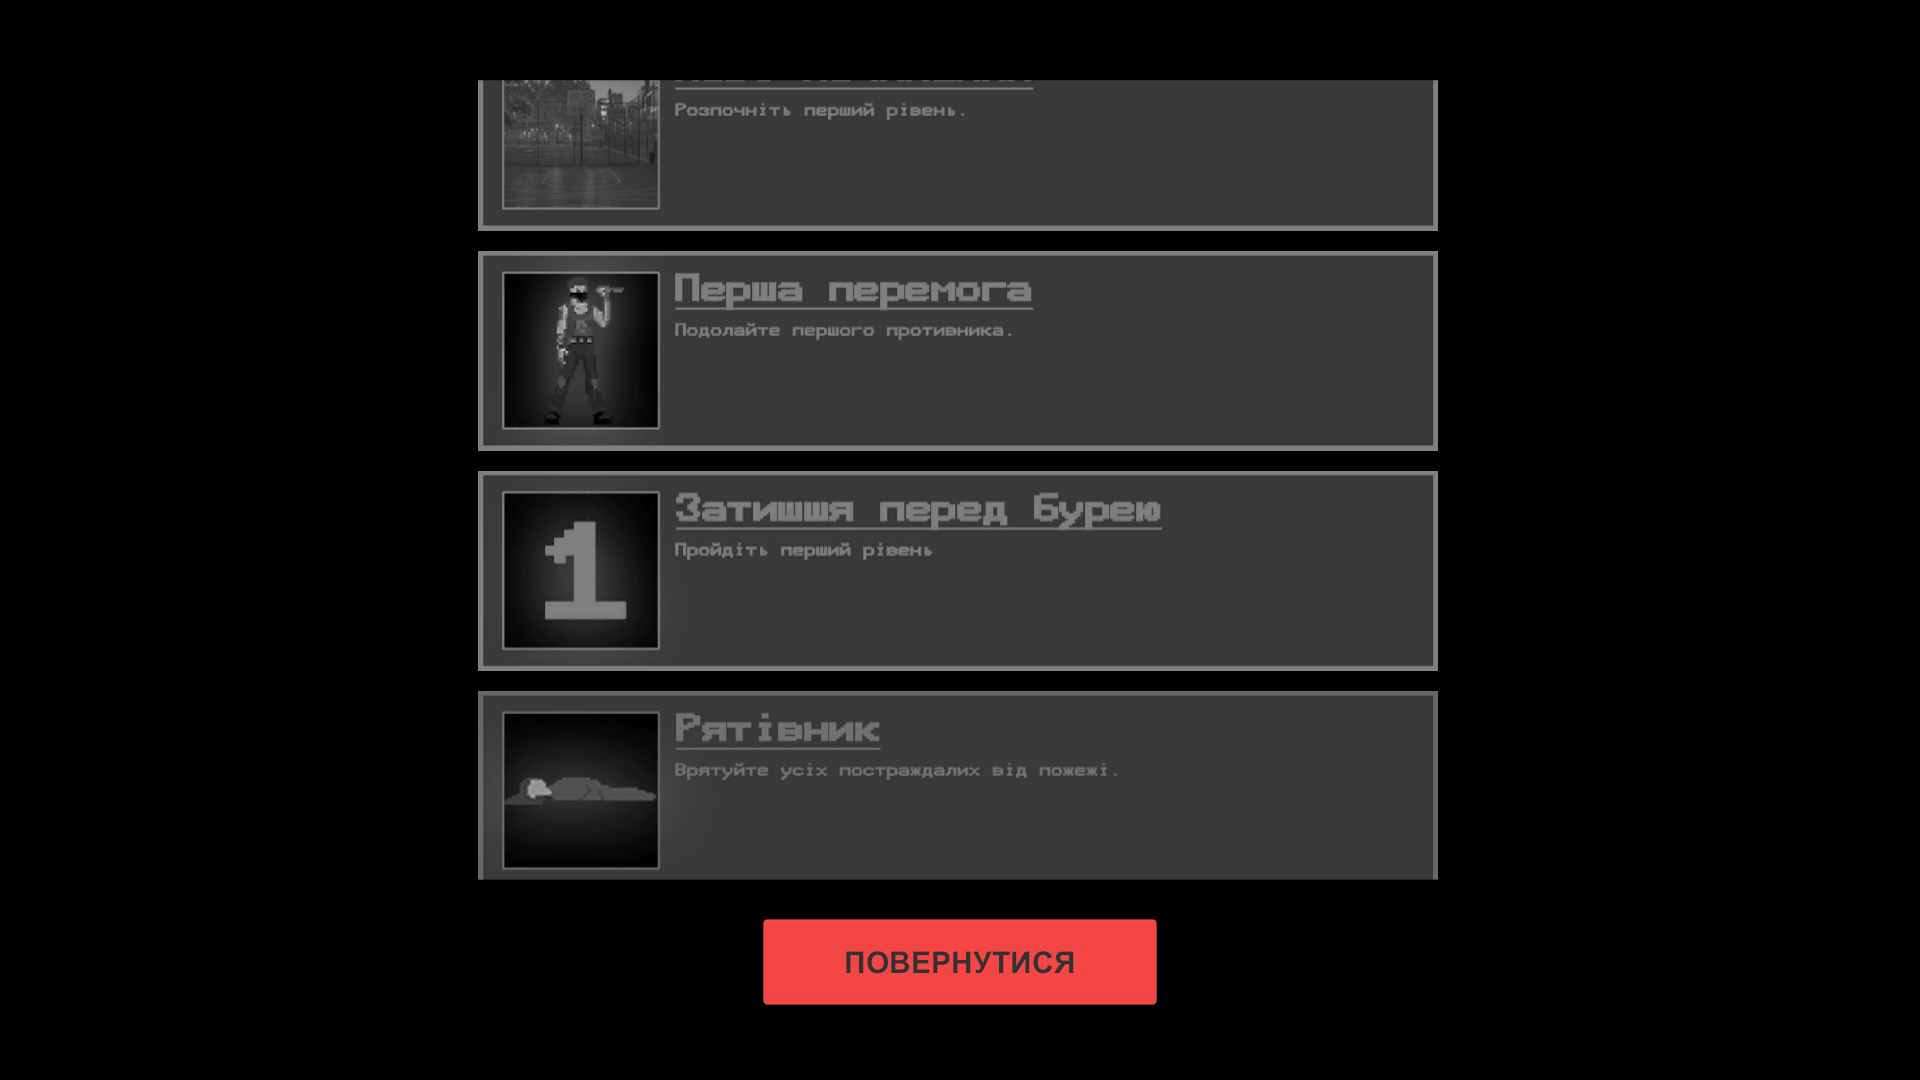 Розпочніть перший рівень.
Перша перемога
Подолайте першого противника.
1
Затишшя перед Бурею
Пройдіть перший рівень
Рятівник
Врятуйте усіх постраждалих від пожежі.
ПОВЕРНУТИСЯ